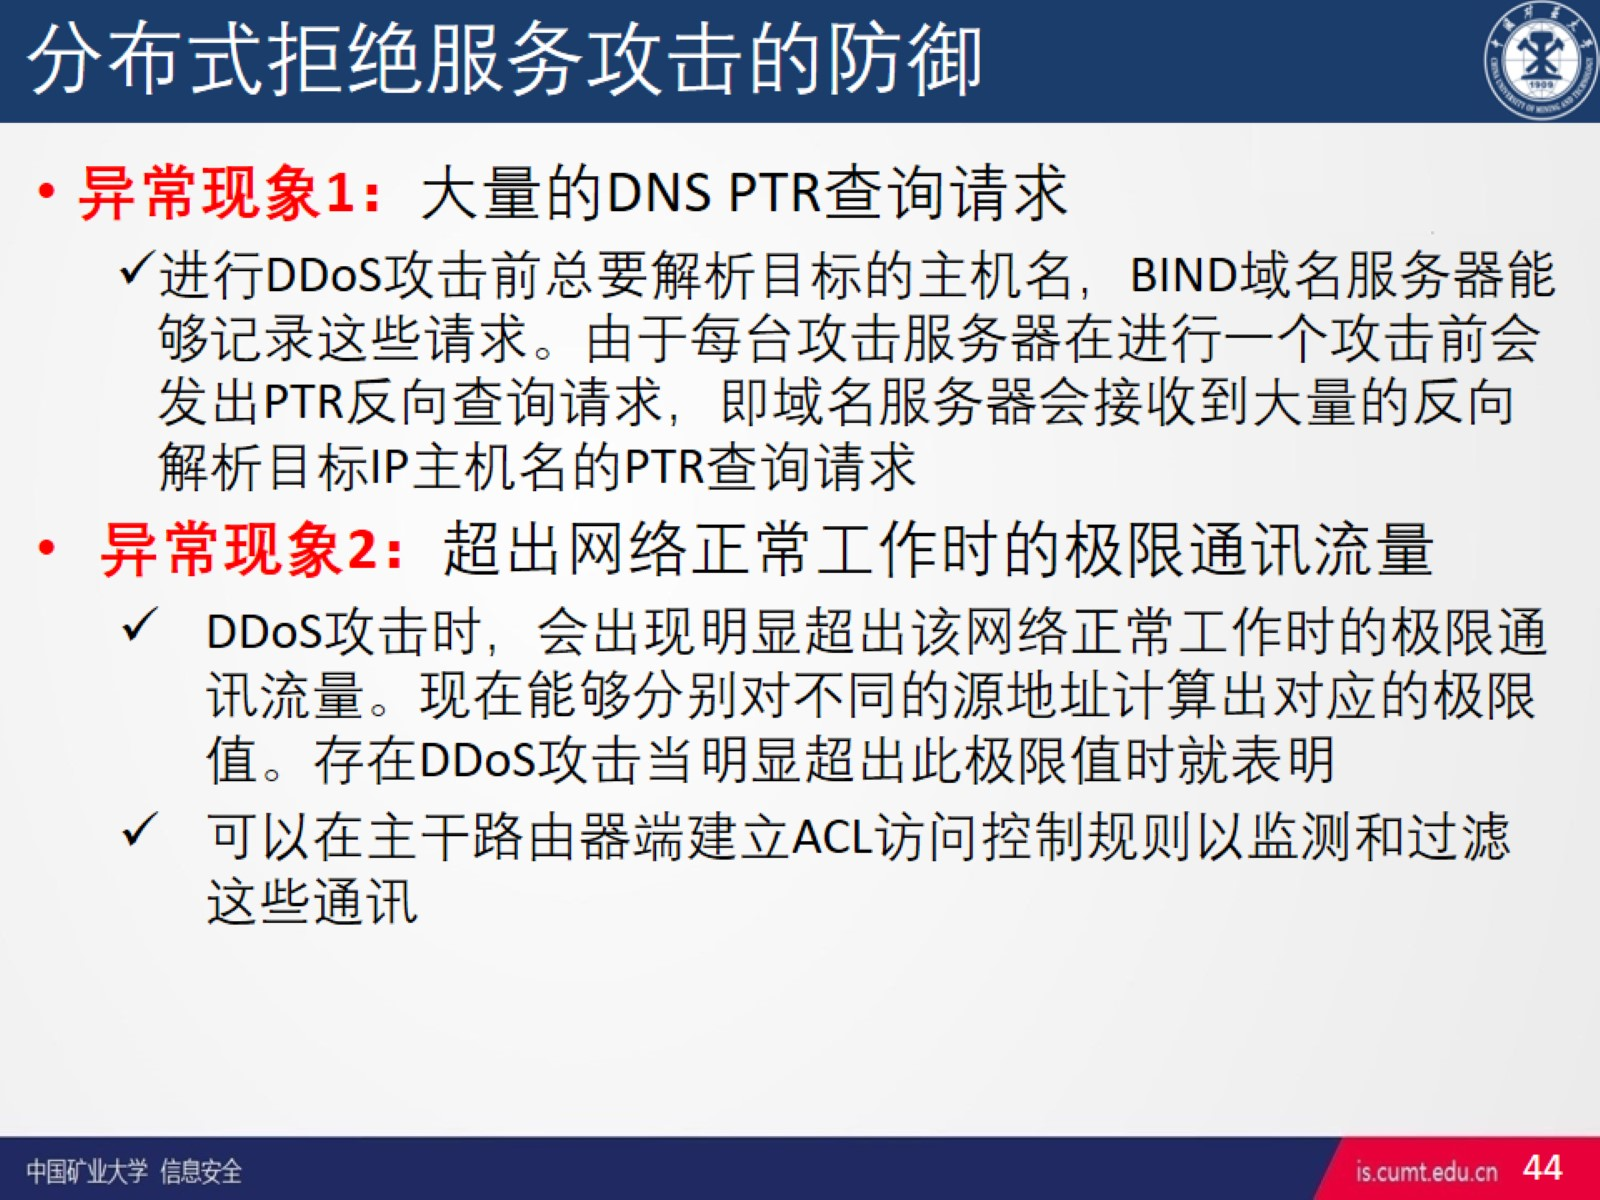 分布式拒绝服务攻击的防御
中国矿业大学
CHINA UNIVERSITY OF MINING AND TECHNOLOGY
1909
• 异常现象1：大量的DNS PTR查询请求
✓进行DDoS攻击前总要解析目标的主机名，BIND域名服务器能
够记录这些请求。由于每台攻击服务器在进行一个攻击前会
发出PTR反向查询请求，即域名服务器会接收到大量的反向
解析目标IP主机名的PTR查询请求
• 异常现象2：超出网络正常工作时的极限通讯流量
✓ DDoS攻击时，会出现明显超出该网络正常工作时的极限通
讯流量。现在能够分别对不同的源地址计算出对应的极限
值。存在DDoS攻击当明显超出此极限值时就表明
✓ 可以在主干路由器端建立ACL访问控制规则以监测和过滤
这些通讯
中国矿业大学 信息安全
is.cumt.edu.cn 44